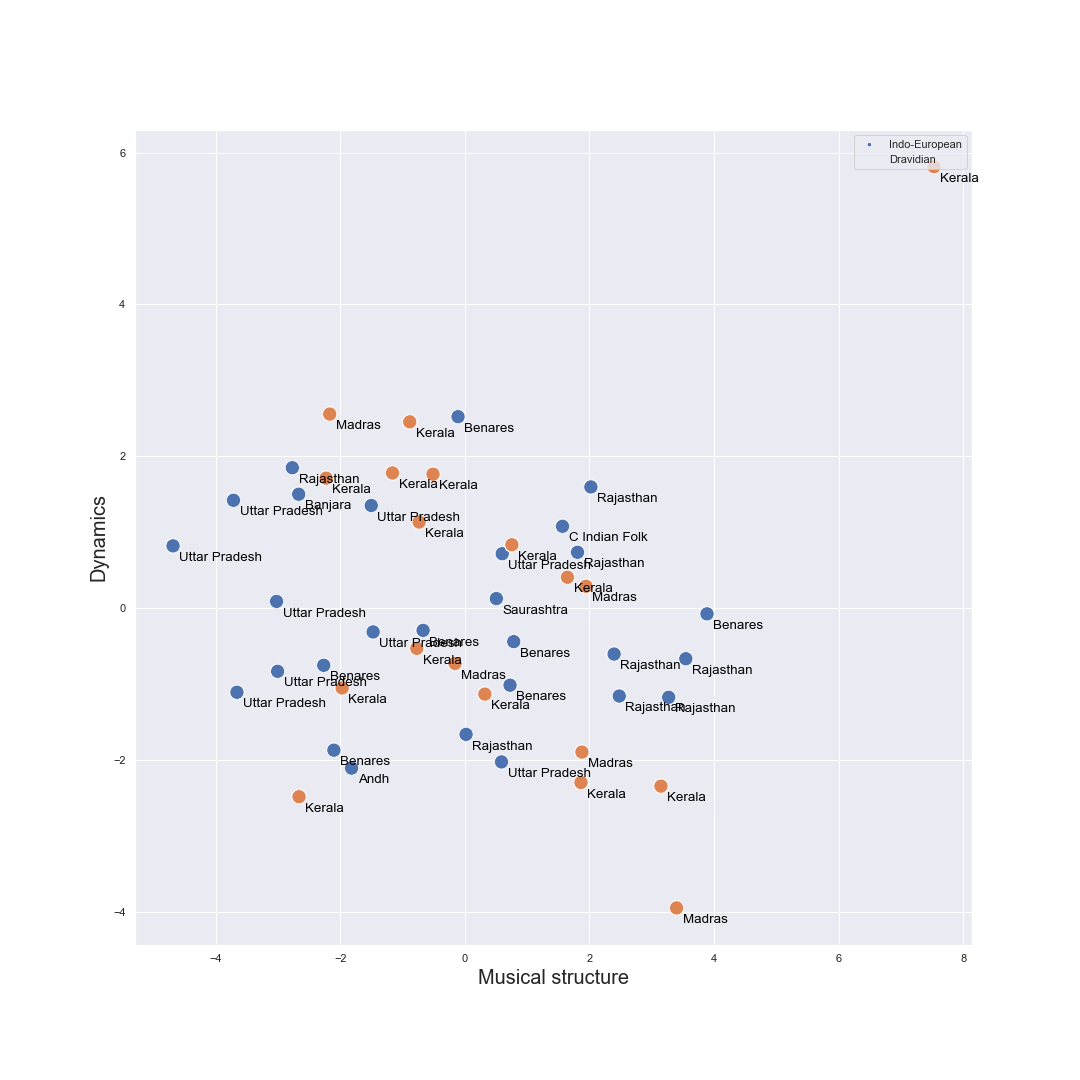 Indo-European
Dravidian
6
Kerala
4
Madras
Kerala
Benares
2
Rajasthan
Kerala
Kerala
Kerala
Banjara
Rajasthan
Uttar Pradesh
Uttar Pradesh
Kerala
C Indian Folk
Uttar Pradesh
Kerala
Uttar Pradesh
Rajasthan
Kerala
Madras
0
Uttar Pradesh
Saurashtra
Benares
Uttar Pradesh
Benares
Benares
Kerala
Rajasthan
Rajasthan
Benares
Madras
Uttar Pradesh
Benares
Kerala
Uttar Pradesh
Kerala
Rajasthan
Rajasthan
Rajasthan
−2
Benares
Madras
Uttar Pradesh
Andh
Kerala
Kerala
Kerala
−4
Madras
Dynamics
−4
−2
0
2
4
6
8
Musical structure